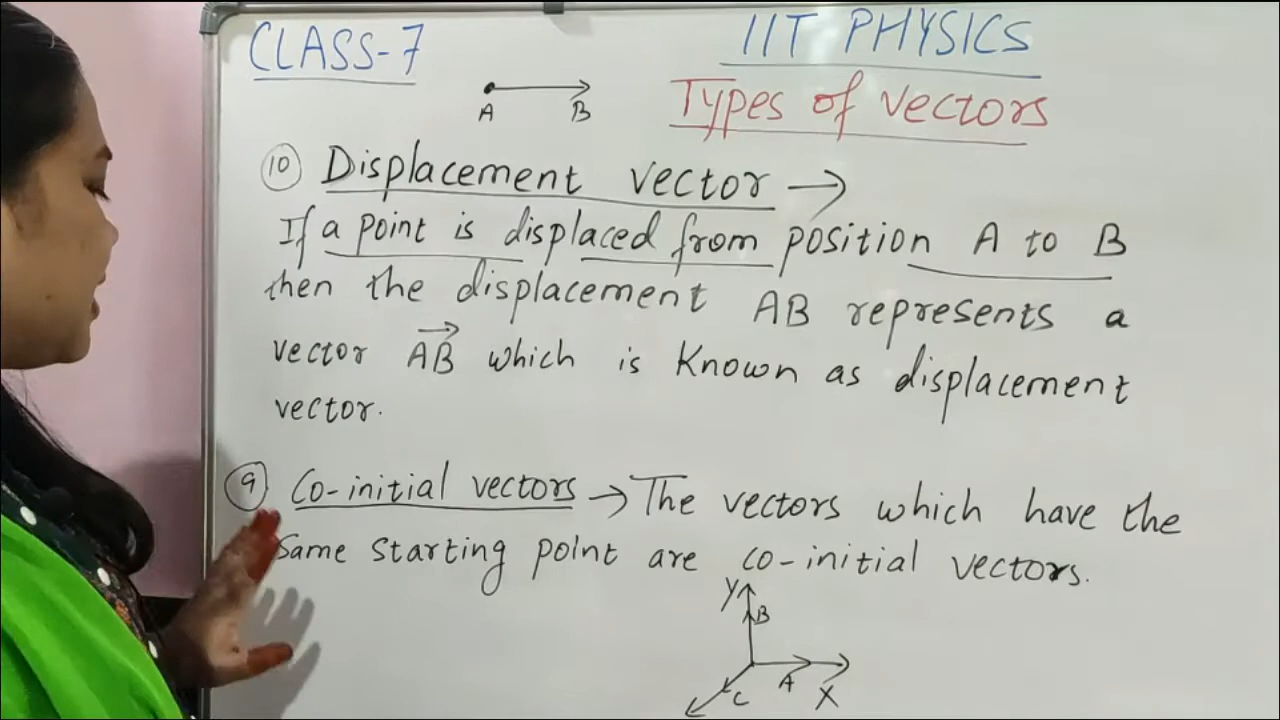 CLASS-7
IIT PHYSICS
Types of vectors
A B
10 Displacement vector →
If a point is displaced from position A to B
then the displacement AB represents a
vector A⃗B⃗ which is known as displacement
vector.
9 Co-initial vectors → The vectors which have the
same starting point are co-initial vectors.
Y
B
A
C
X